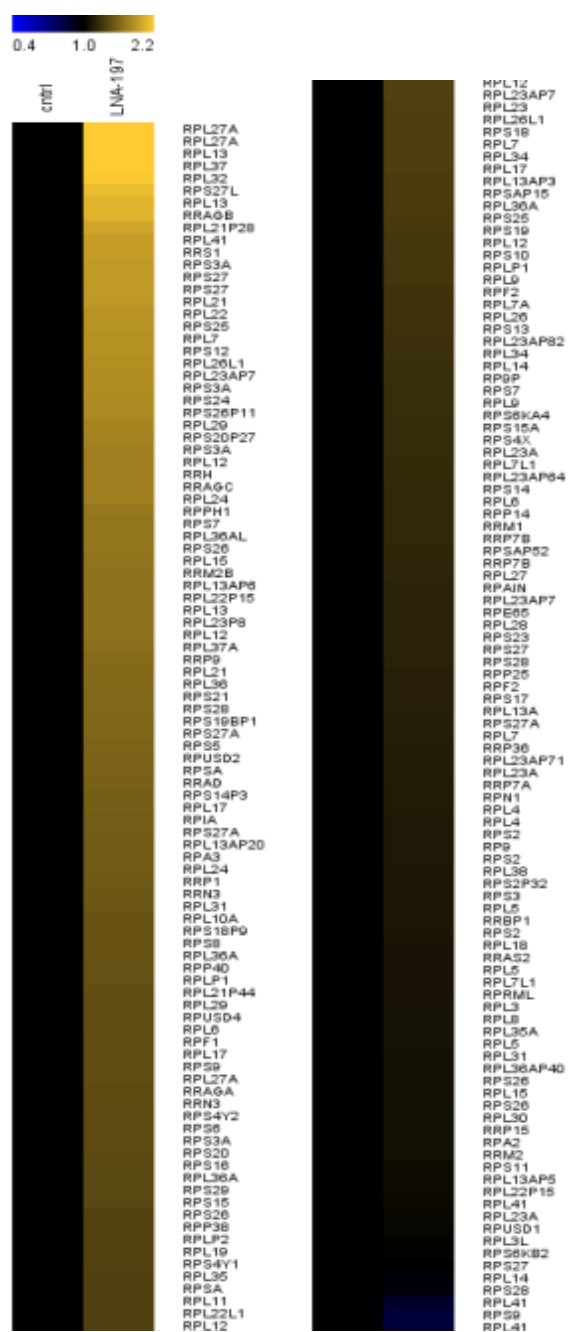 0.4 1.0 2.2
cntrl
LNA-197
RPL27A
RPL27A
RPL13
RPL37
RPL32
RPS27L
RPL13
RRAGB
RPL21P28
RPL41
RRS1
RPS3A
RPS27
RPS27
RPL21
RPL22
RPS25
RPL7
RPS12
RPL26L1
RPL23AP7
RPS3A
RPS24
RPS26P11
RPL29
RPS20P27
RPS3A
RPL12
RRH
RRAGC
RPL24
RPPH1
RPS7
RPL36AL
RPS26
RPL15
RRM2B
RPL13AP6
RPL22P15
RPL13
RPL23P8
RPL12
RPL37A
RRP9
RPL21
RPL36
RPS21
RPS28
RPS19BP1
RPS27A
RPS5
RPUSD2
RPSA
RRAD
RPS14P3
RPL17
RPIA
RPS27A
RPL13AP20
RPA3
RPL24
RRP1
RRN3
RPL31
RPL10A
RPS18P9
RPS8
RPL36A
RPP40
RPLP1
RPL21P44
RPL29
RPUSD4
RPL6
RPF1
RPL17
RPS9
RPL27A
RRAGA
RRN3
RPS4Y2
RPS6
RPS3A
RPS20
RPS16
RPL36A
RPS29
RPS15
RPS26
RPP38
RPLP2
RPL19
RPS4Y1
RPL35
RPSA
RPL11
RPL22L1
RPL12
RPL12
RPL23AP7
RPL23
RPL26L1
RPS18
RPL7
RPL34
RPL17
RPL13AP3
RPSAP15
RPL36A
RPS25
RPS19
RPL12
RPS10
RPLP1
RPL9
RPF2
RPL7A
RPL26
RPS13
RPL23AP82
RPL34
RPL14
RP9P
RPS7
RPL9
RPS6KA4
RPS15A
RPS4X
RPL23A
RPL7L1
RPL23AP64
RPS14
RPL6
RPP14
RRM1
RRP7B
RPSAP52
RRP7B
RPL27
RPAIN
RPL23AP7
RPE65
RPL28
RPS23
RPS27
RPS28
RPP25
RPF2
RPS17
RPL13A
RPS27A
RPL7
RRP36
RPL23AP71
RPL23A
RRP7A
RPN1
RPL4
RPL4
RPS2
RP9
RPS2
RPL38
RPS2P32
RPS3
RPL5
RRBP1
RPS2
RPL18
RRAS2
RPL5
RPL7L1
RPRML
RPL3
RPL8
RPL35A
RPL5
RPL31
RPL36AP40
RPS26
RPL15
RPS26
RPL30
RRP15
RPA2
RRM2
RPS11
RPL13AP5
RPL22P15
RPL41
RPL23A
RPUSD1
RPL3L
RPS6KB2
RPS27
RPL14
RPS28
RPL41
RPS9
RPL41